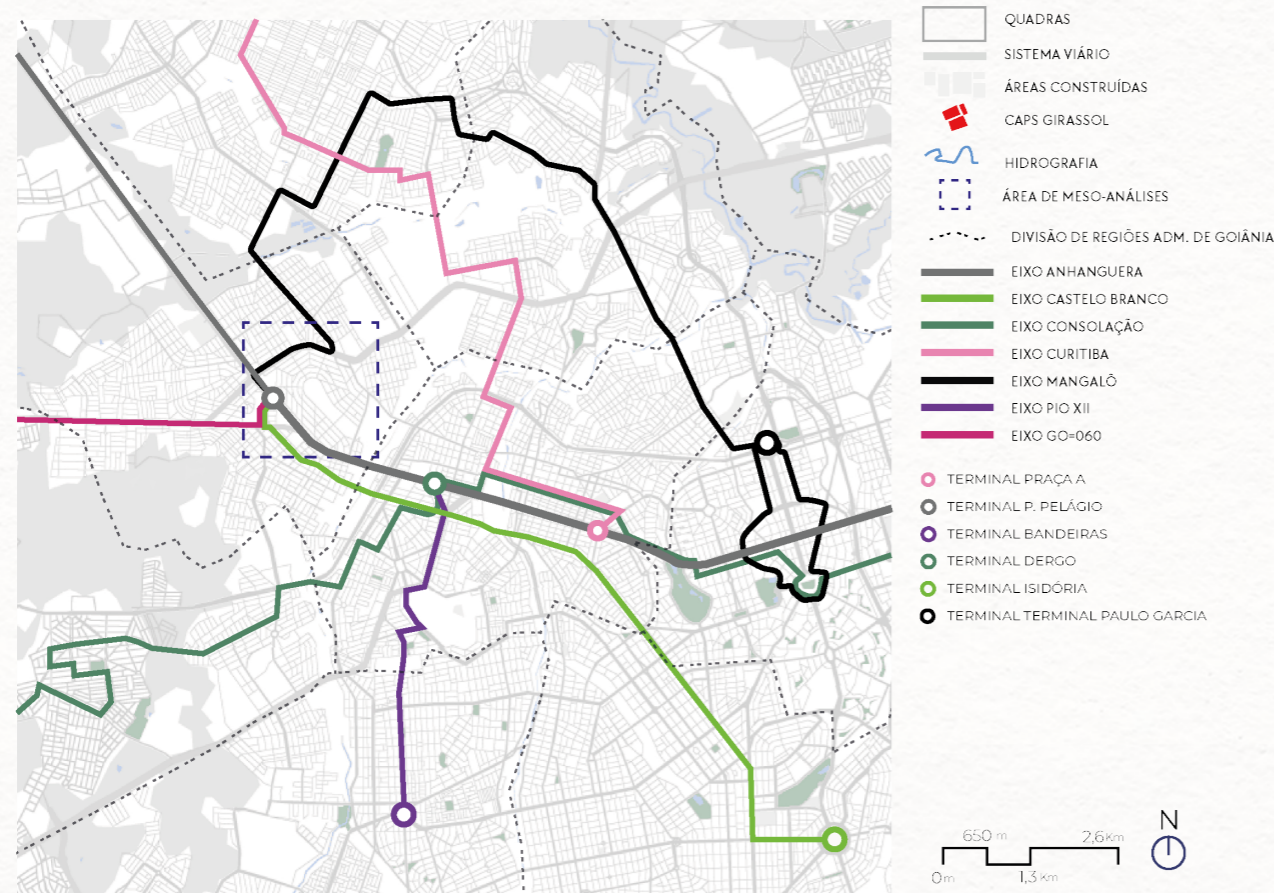 QUADRAS
SISTEMA VIÁRIO
ÁREAS CONSTRUÍDAS
CAPS GIRASSOL
HIDROGRAFIA
ÁREA DE MESO-ANÁLISES
DIVISÃO DE REGIÕES ADM. DE GOIÂNIA
EIXO ANHANGUERA
EIXO CASTELO BRANCO
EIXO CONSOLAÇÃO
EIXO CURITIBA
EIXO MANGALÔ
EIXO PIO XII
EIXO GO=060
TERMINAL PRAÇA A
TERMINAL P. PELÁGIO
TERMINAL BANDEIRAS
TERMINAL DERGO
TERMINAL ISIDÓRIA
TERMINAL TERMINAL PAULO GARCIA
650 m 2,6Km
0m 1,3 Km
N